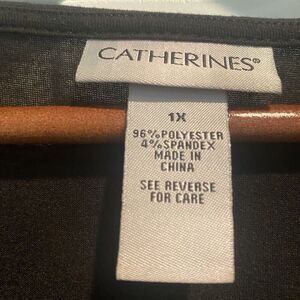 CATHERINES®
1X
96%POLYESTER
4%SPANDEX
MADE IN
CHINA
SEE REVERSE
FOR CARE